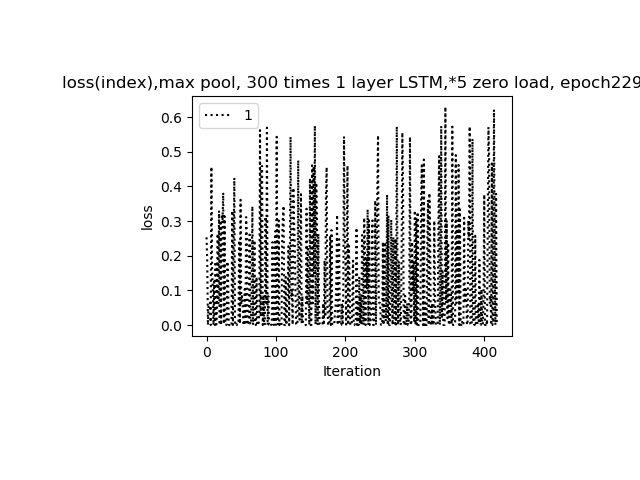 loss(index),max pool, 300 times 1 layer LSTM,*5 zero load, epoch229
1
0.6
0.5
0.4
0.3
0.2
0.1
0.0
loss
0 100 200 300 400
Iteration